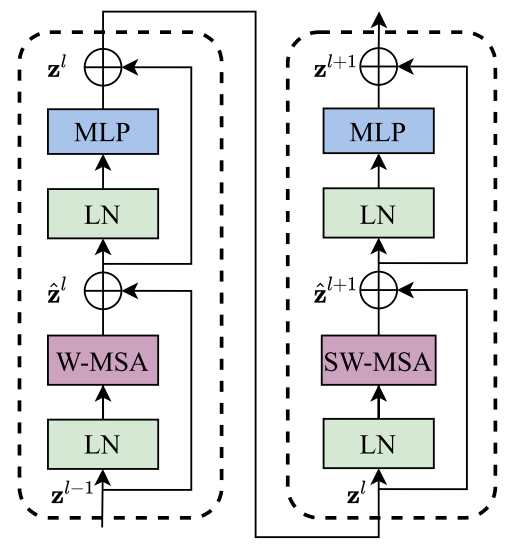 z^l
MLP
LN
ẑ^l
W-MSA
LN
z^{l-1}
z^{l+1}
MLP
LN
ẑ^{l+1}
SW-MSA
LN
z^l